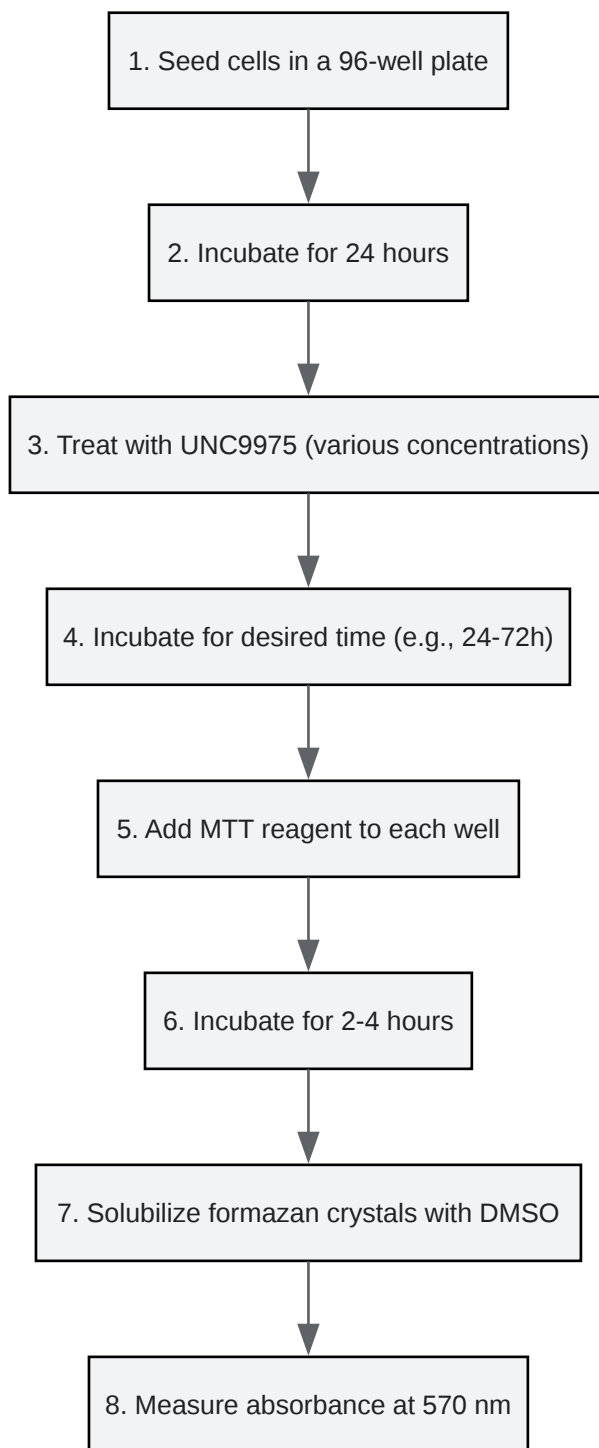 1. Seed cells in a 96-well plate
2. Incubate for 24 hours
3. Treat with UNC9975 (various concentrations)
4. Incubate for desired time (e.g., 24-72h)
5. Add MTT reagent to each well
6. Incubate for 2-4 hours
7. Solubilize formazan crystals with DMSO
8. Measure absorbance at 570 nm